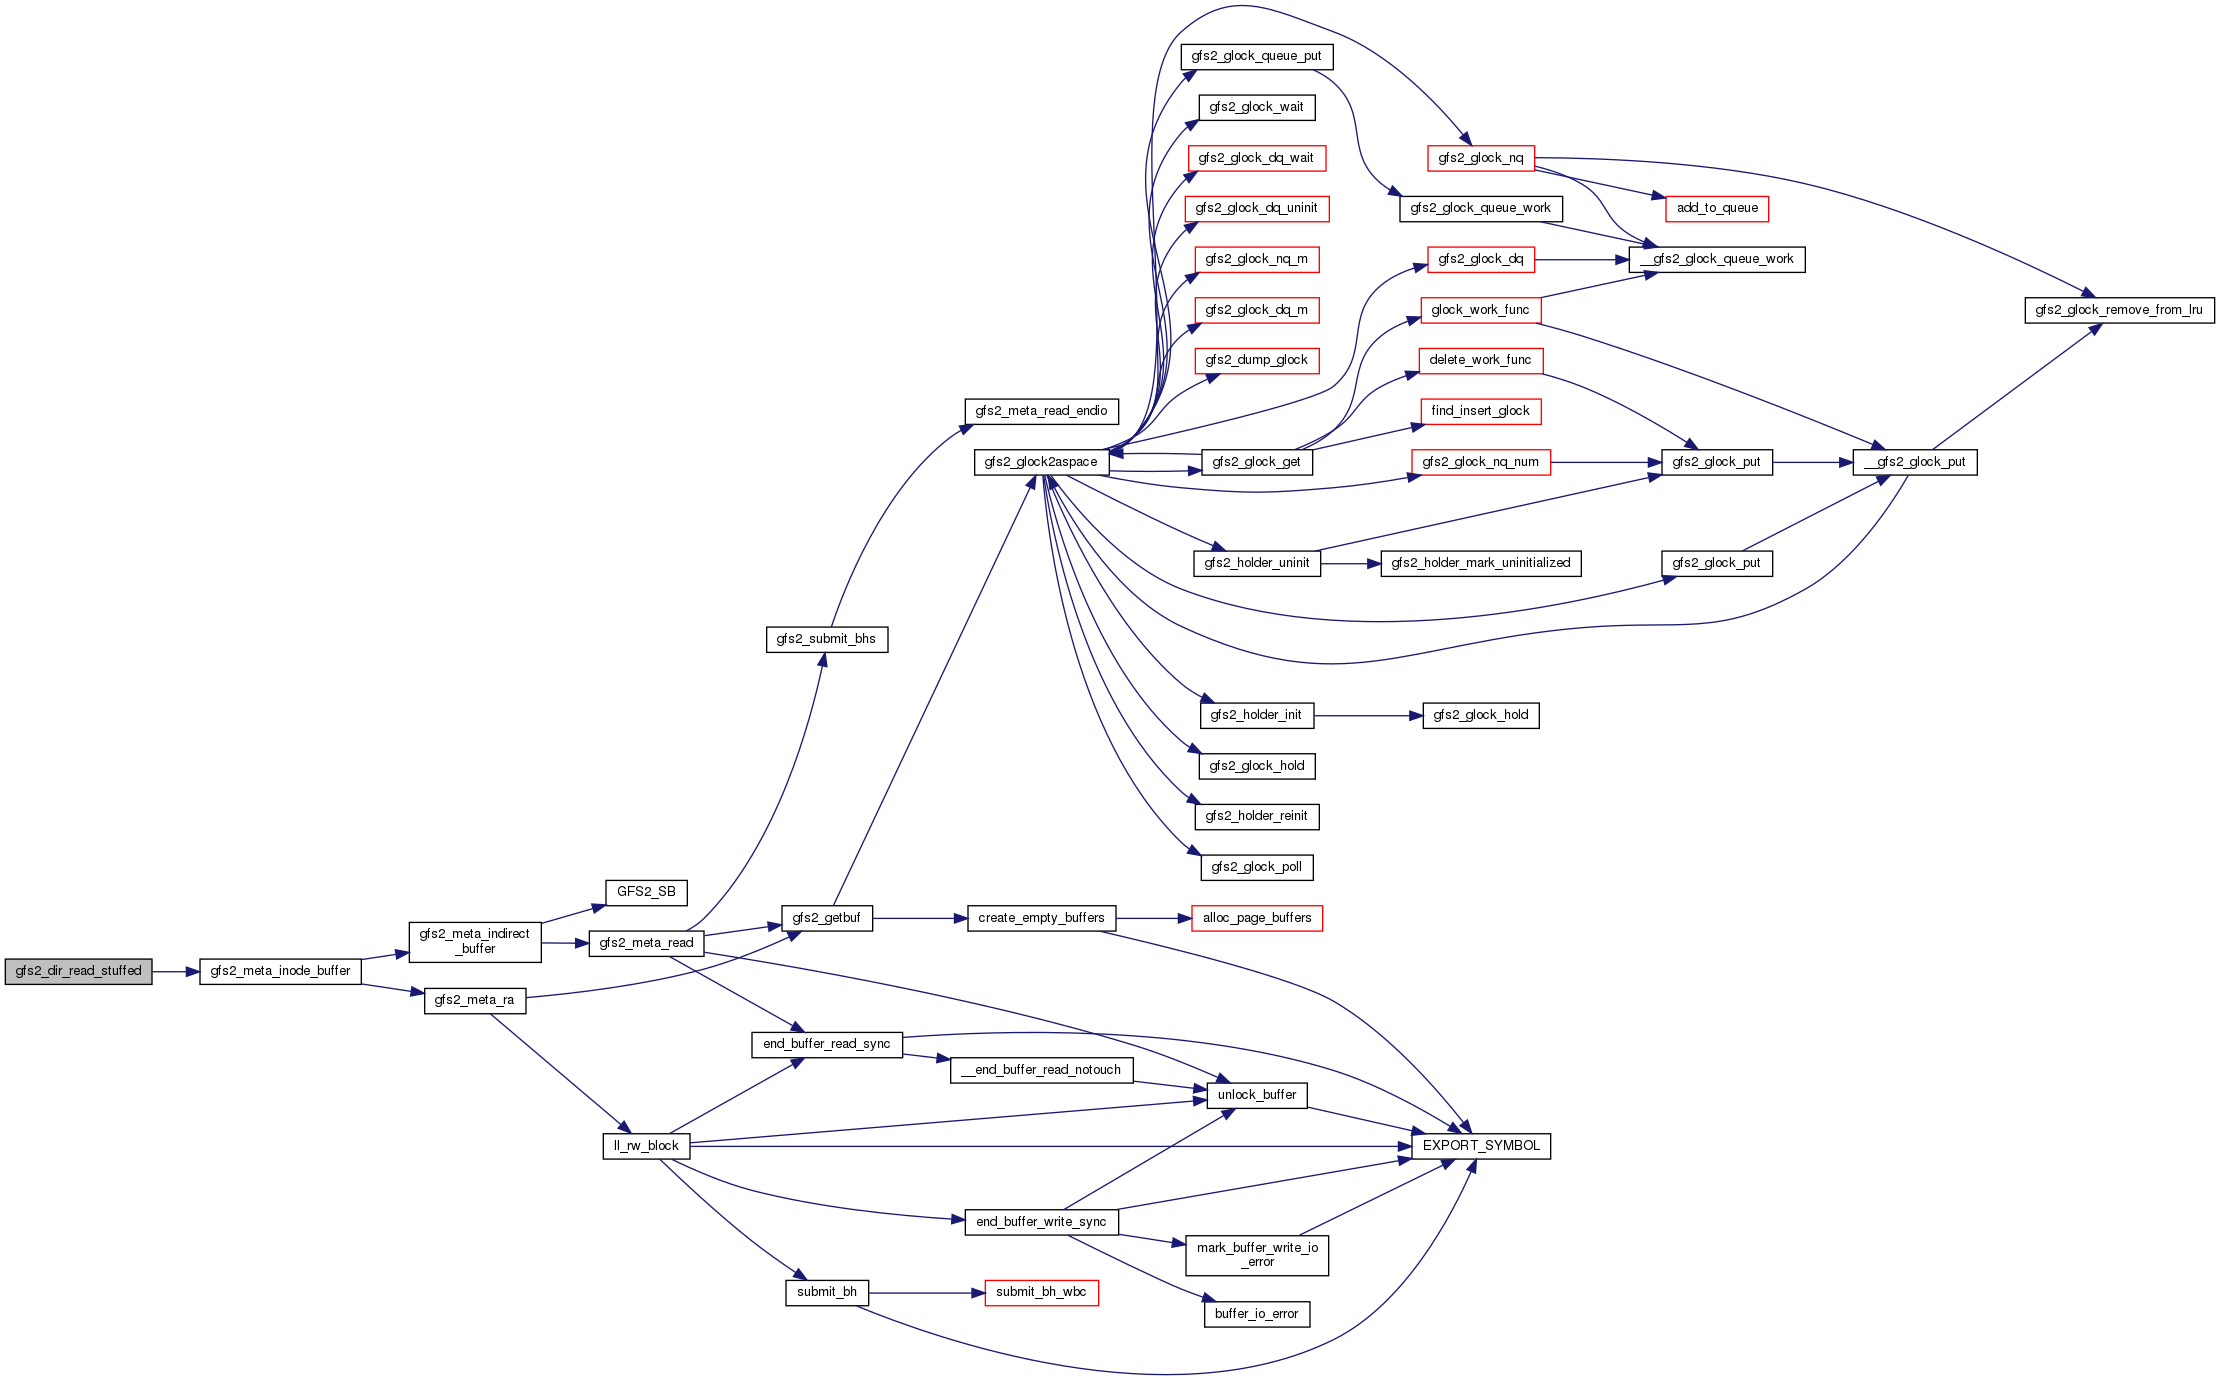 gfs2_dir_read_stuffed
gfs2_meta_inode_buffer
gfs2_meta_indirect
_buffer
gfs2_meta_ra
GFS2_SB
gfs2_meta_read
ll_rw_block
gfs2_submit_bhs
gfs2_getbuf
end_buffer_read_sync
submit_bh
gfs2_meta_read_endio
gfs2_glock2aspace
create_empty_buffers
__end_buffer_read_notouch
end_buffer_write_sync
submit_bh_wbc
gfs2_glock_queue_put
gfs2_glock_wait
gfs2_glock_dq_wait
gfs2_glock_dq_uninit
gfs2_glock_nq_m
gfs2_glock_dq_m
gfs2_dump_glock
gfs2_glock_get
gfs2_holder_uninit
gfs2_holder_init
gfs2_glock_hold
gfs2_holder_reinit
gfs2_glock_poll
alloc_page_buffers
unlock_buffer
mark_buffer_write_io
_error
buffer_io_error
gfs2_glock_nq
gfs2_glock_queue_work
gfs2_glock_dq
glock_work_func
delete_work_func
find_insert_glock
gfs2_glock_nq_num
gfs2_holder_mark_uninitialized
gfs2_glock_hold
EXPORT_SYMBOL
add_to_queue
__gfs2_glock_queue_work
gfs2_glock_put
gfs2_glock_put
__gfs2_glock_put
gfs2_glock_remove_from_lru